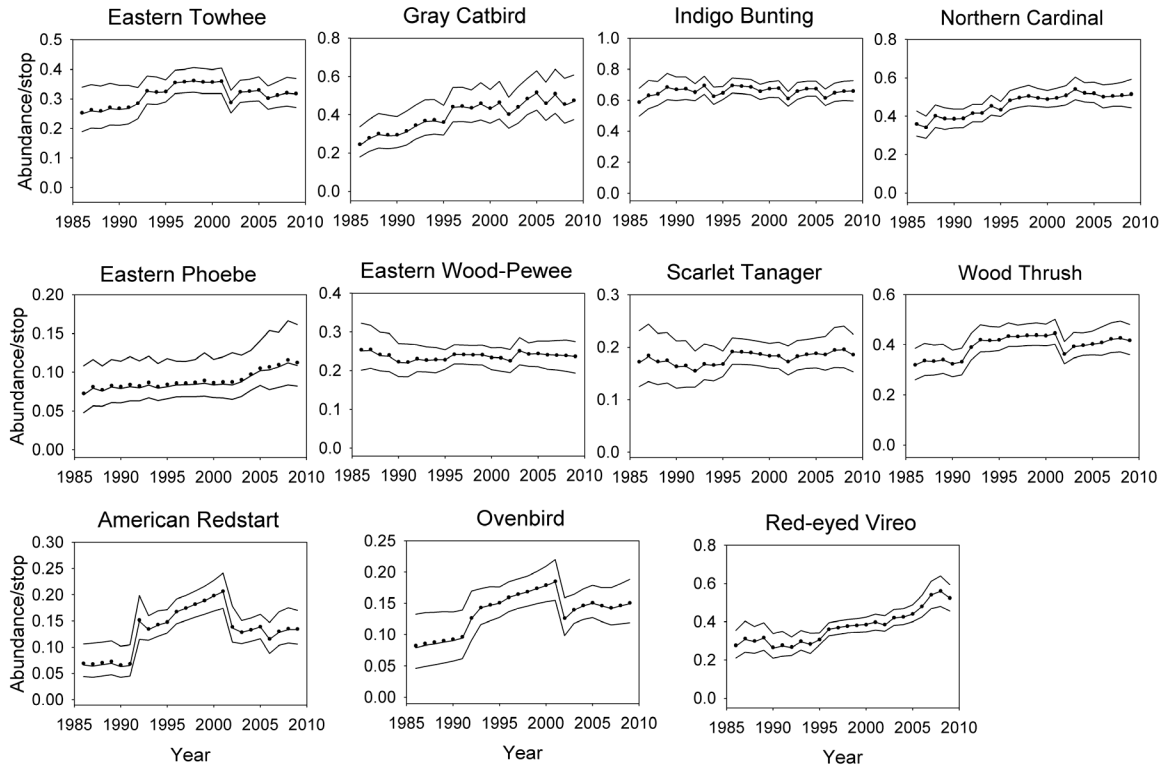 Eastern Towhee
Gray Catbird
Indigo Bunting
Northern Cardinal
Abundance/stop
0.5
0.4
0.3
0.2
0.1
0.0
1985 1990 1995 2000 2005 2010
0.8
0.6
0.4
0.2
0.0
1985 1990 1995 2000 2005 2010
1.0
0.8
0.6
0.4
0.2
0.0
1985 1990 1995 2000 2005 2010
0.8
0.6
0.4
0.2
0.0
1985 1990 1995 2000 2005 2010
Eastern Phoebe
Eastern Wood-Pewee
Scarlet Tanager
Wood Thrush
Abundance/stop
0.20
0.15
0.10
0.05
0.00
1985 1990 1995 2000 2005 2010
0.4
0.3
0.2
0.1
0.0
1985 1990 1995 2000 2005 2010
0.3
0.2
0.1
0.0
1985 1990 1995 2000 2005 2010
0.6
0.4
0.2
0.0
1985 1990 1995 2000 2005 2010
American Redstart
Ovenbird
Red-eyed Vireo
Abundance/stop
0.30
0.25
0.20
0.15
0.10
0.05
0.00
1985 1990 1995 2000 2005 2010
Year
0.25
0.20
0.15
0.10
0.05
0.00
1985 1990 1995 2000 2005 2010
Year
0.8
0.6
0.4
0.2
0.0
1985 1990 1995 2000 2005 2010
Year